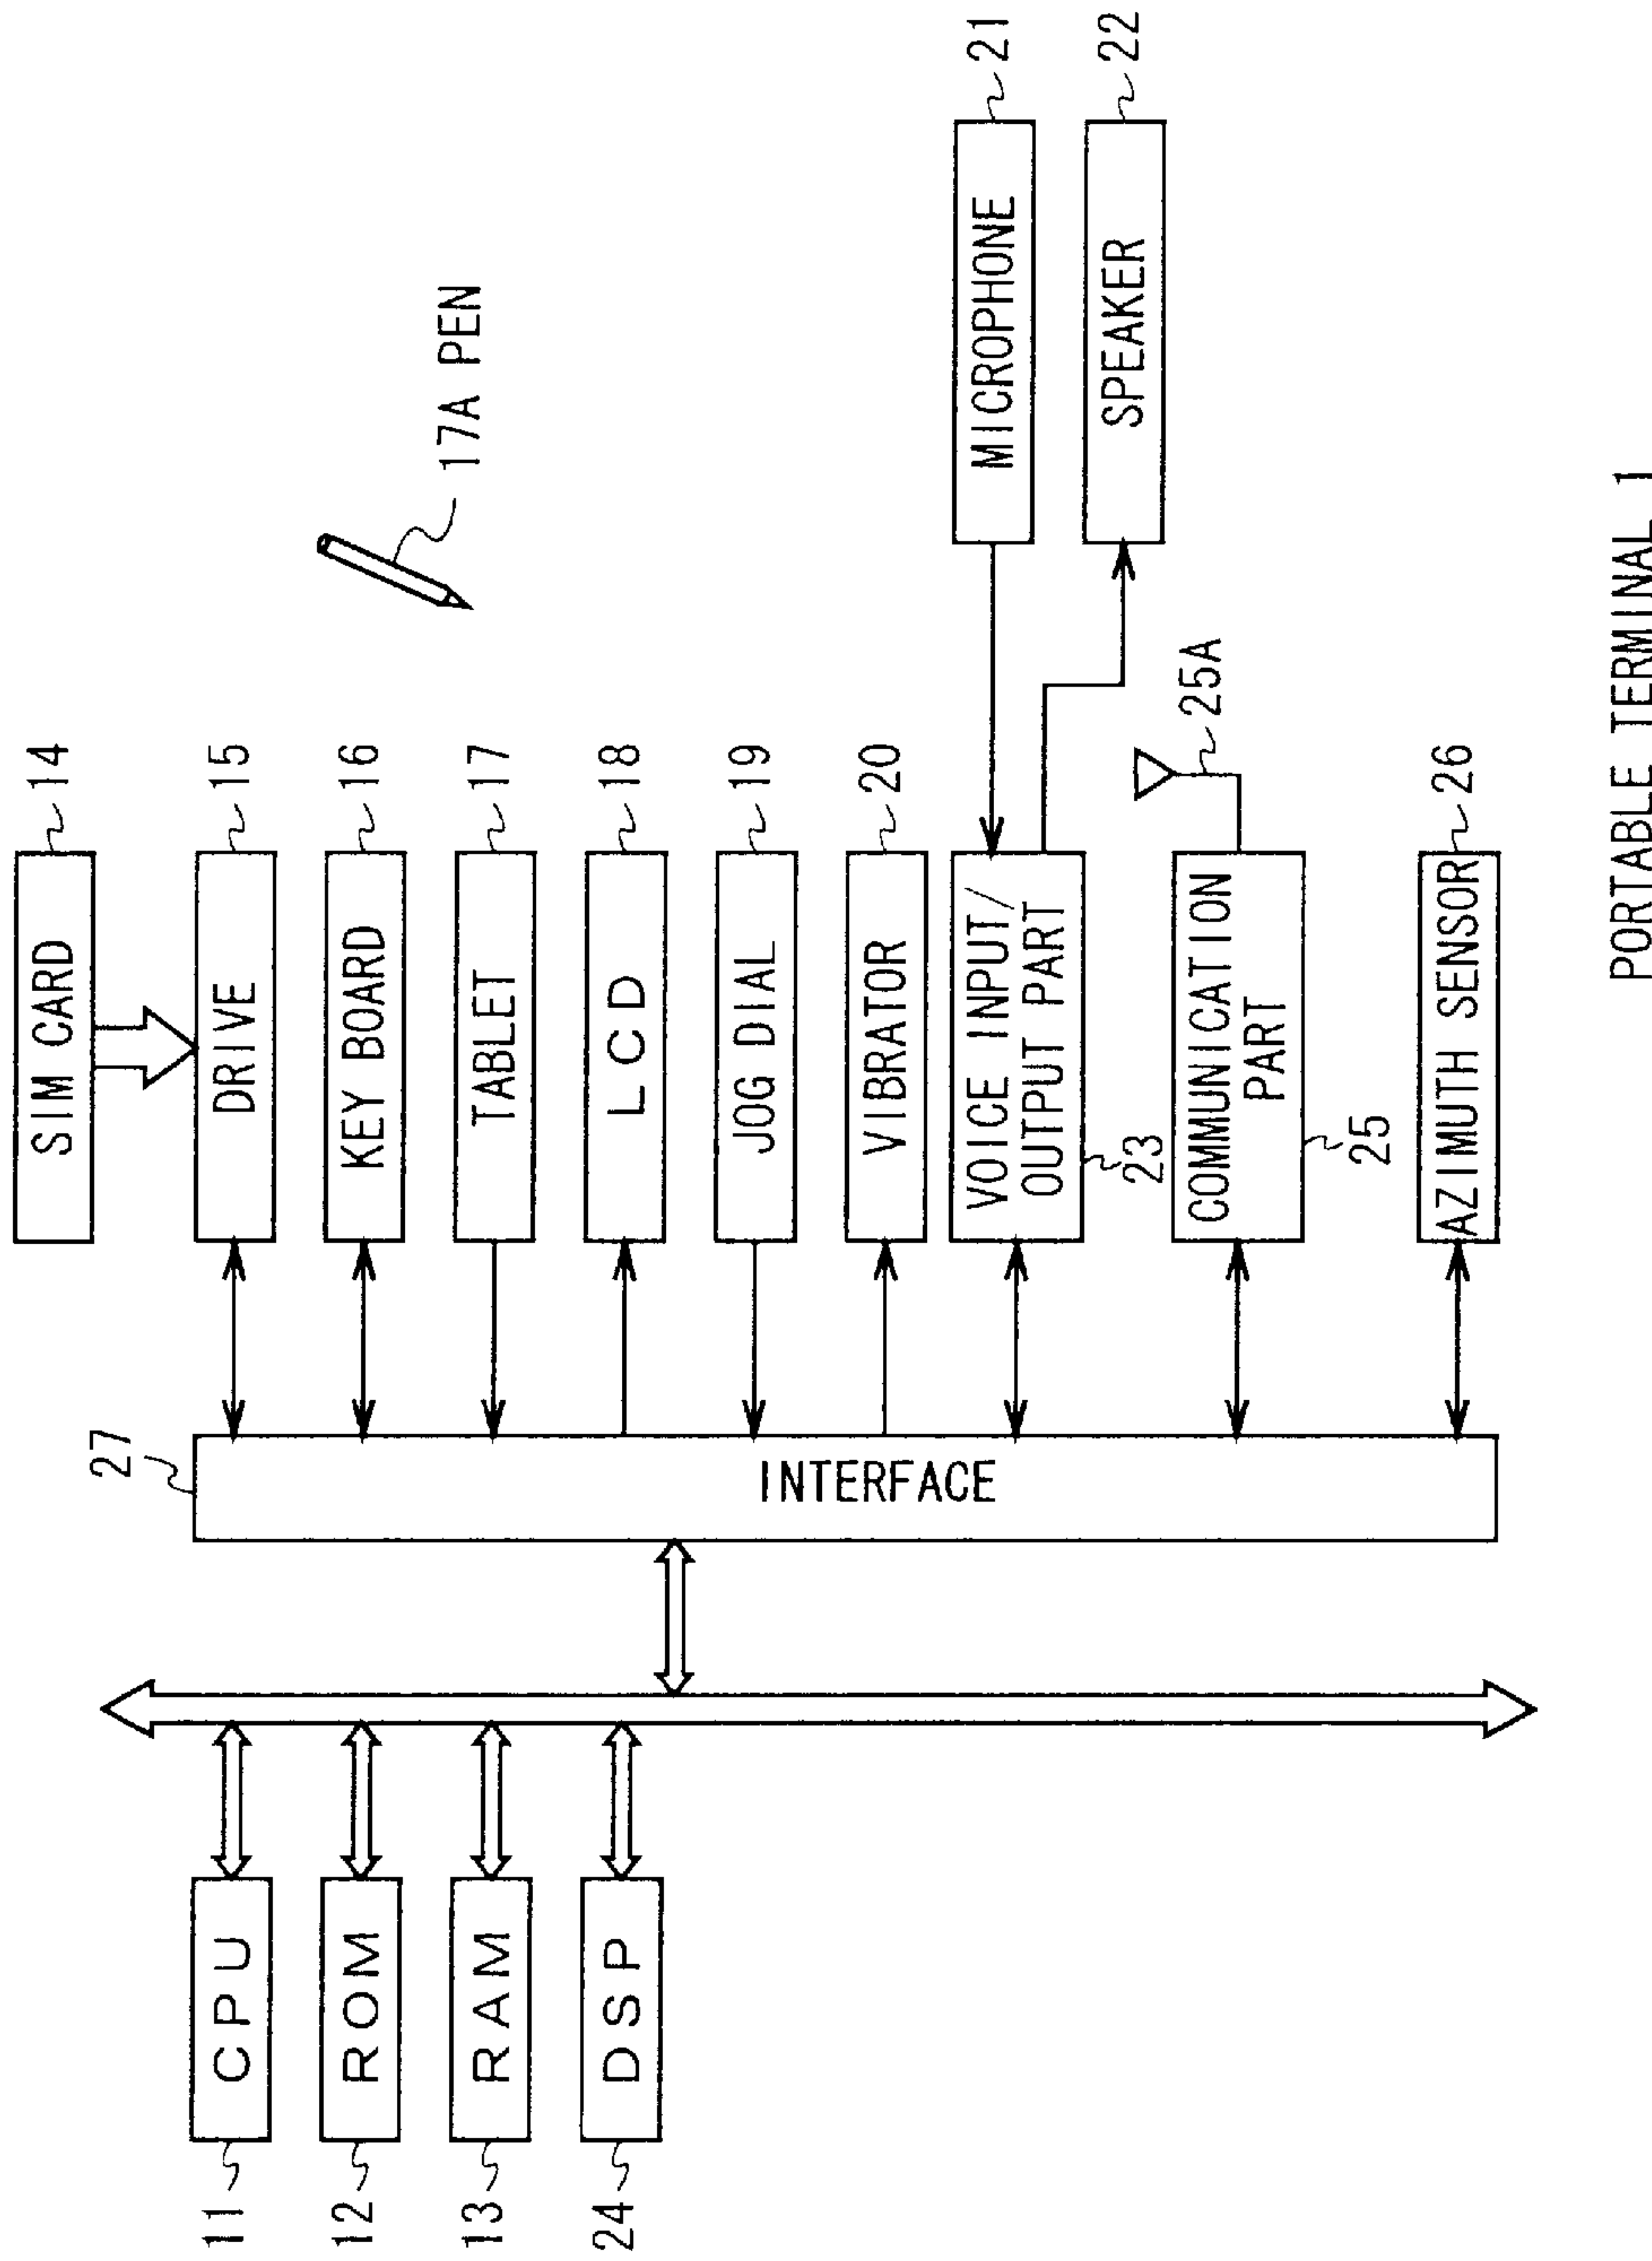 SIM CARD
14
11
CPU
27
DRIVE
15
12
ROM
KEY BOARD
16
17A PEN
13
RAM
TABLET
17
24
DSP
LCD
18
JOG DIAL
19
INTERFACE
VIBRATOR
20
VOICE INPUT/
OUTPUT PART
23
MICROPHONE
21
SPEAKER
22
COMMUNICATION
PART
25
25A
AZIMUTH SENSOR
26
PORTABLE TERMINAL 1